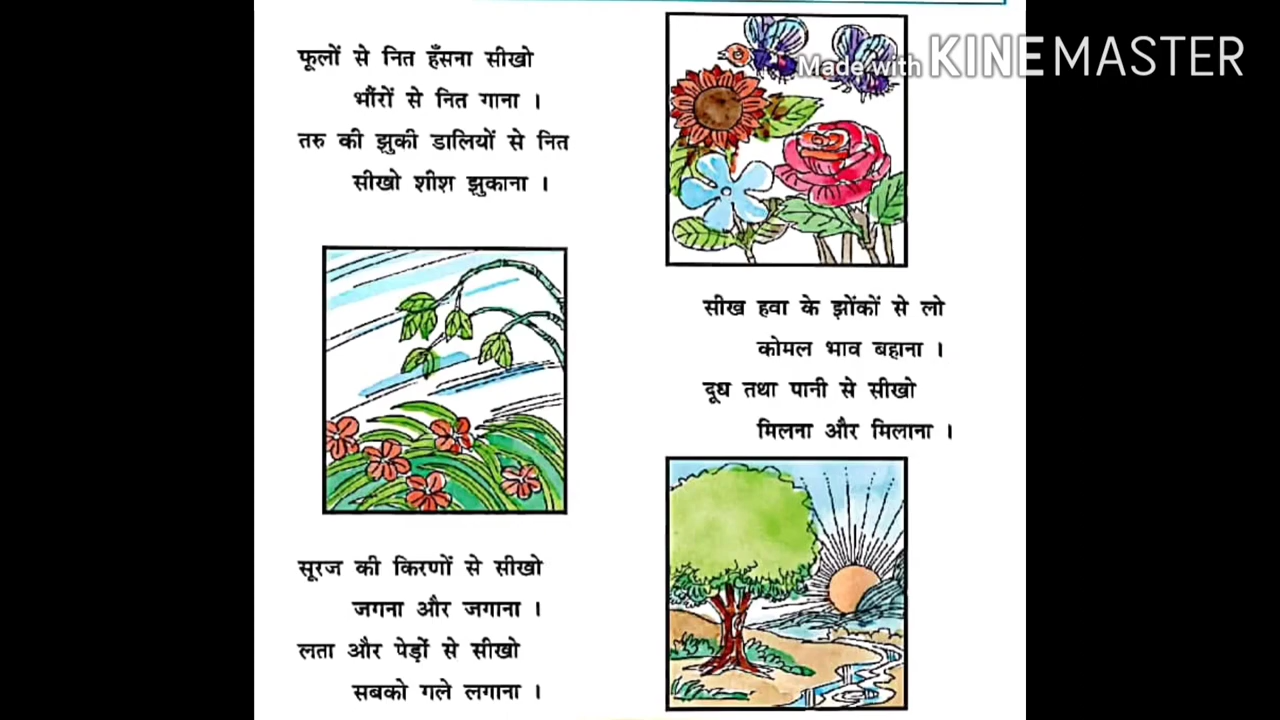 फूलों से नित हँसना सीखो
भौंरों से नित गाना ।
तरु की झुकी डालियों से नित
सीखो शीश झुकाना ।
सीख हवा के झोंकों से लो
कोमल भाव बहाना ।
दूध तथा पानी से सीखो
मिलना और मिलाना ।
सूरज की किरणों से सीखो
जगना और जगाना ।
लता और पेड़ों से सीखो
सबको गले लगाना ।
Made with KINEMASTER